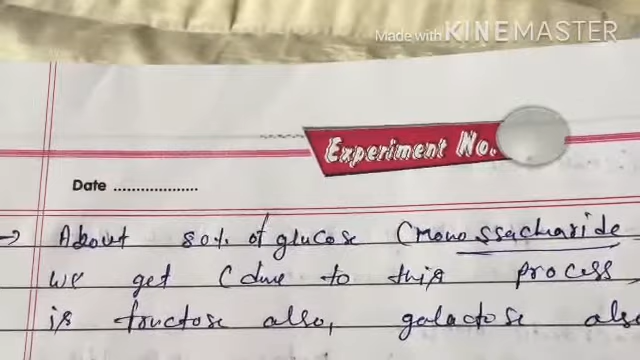 Made with KINEMASTER
Experiment No.
Date ....................
→ About 80% of glucose (monossacharide
we get (due to this process
is fructose also, galactose also